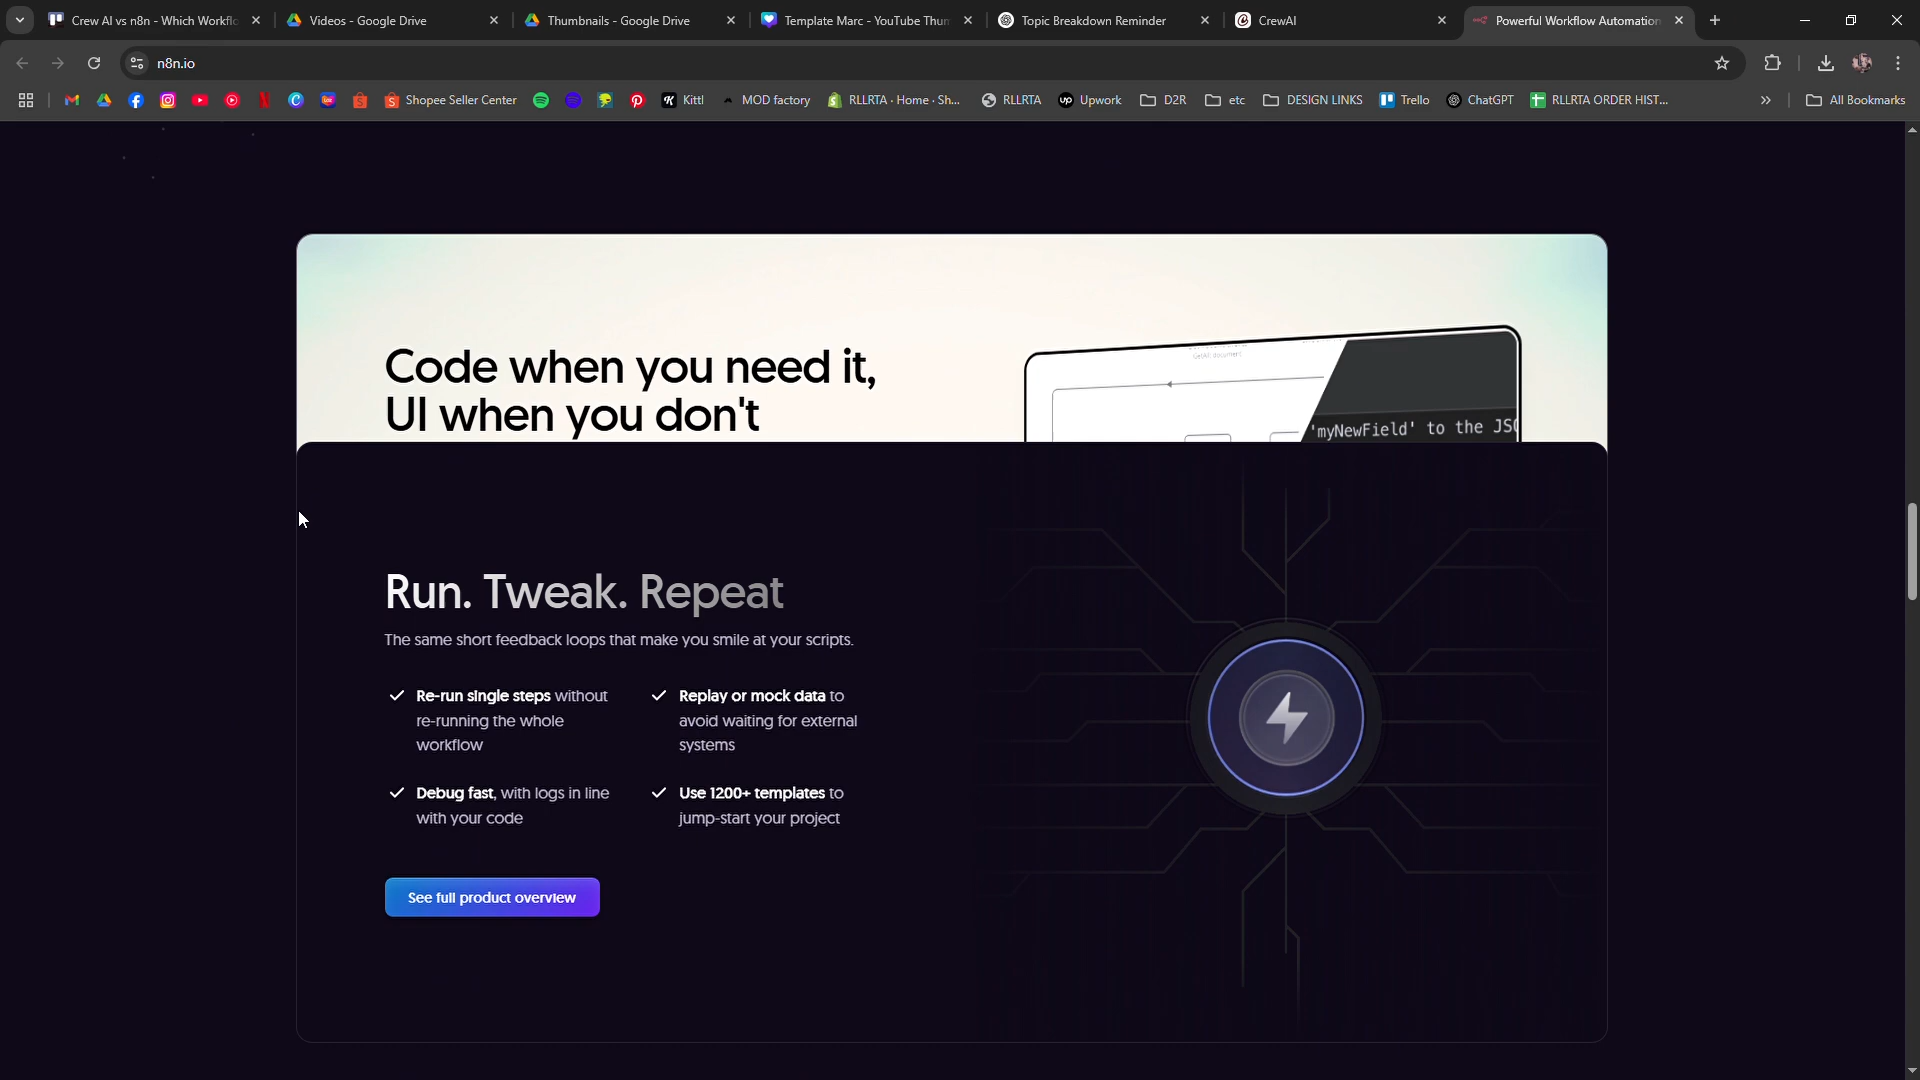 Crew AI vs n8n - Which Workflo
Videos - Google Drive
Thumbnails - Google Drive
Template Marc - YouTube Thum
Topic Breakdown Reminder
CrewAI
Powerful Workflow Automation
n8n.io
Shopee Seller Center
Kittl
MOD factory
RLLRTA · Home · Sh...
RLLRTA
Upwork
D2R
etc
DESIGN LINKS
Trello
ChatGPT
RLLRTA ORDER HIST...
All Bookmarks
Code when you need it,
UI when you don't
'myNewField' to the JSO
Run. Tweak. Repeat
The same short feedback loops that make you smile at your scripts.
Re-run single steps without
re-running the whole
workflow
Replay or mock data to
avoid waiting for external
systems
Debug fast, with logs in line
with your code
Use 1200+ templates to
jump-start your project
See full product overview